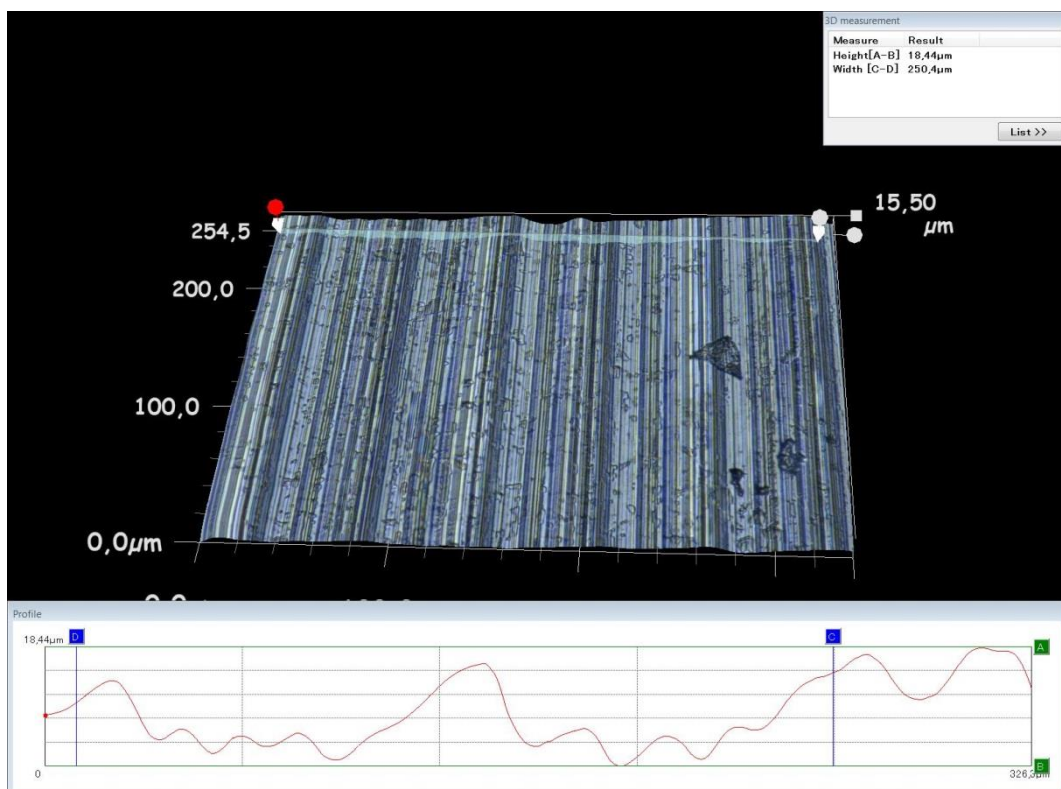 3D measurement
Measure Result
Height[A-B] 18,44µm
Width [C-D] 250,4µm
List >>
15,50
µm
254,5
200,0
100,0
0,0µm
Profile
18,44µm
D
C
A
B
0
326,3µm